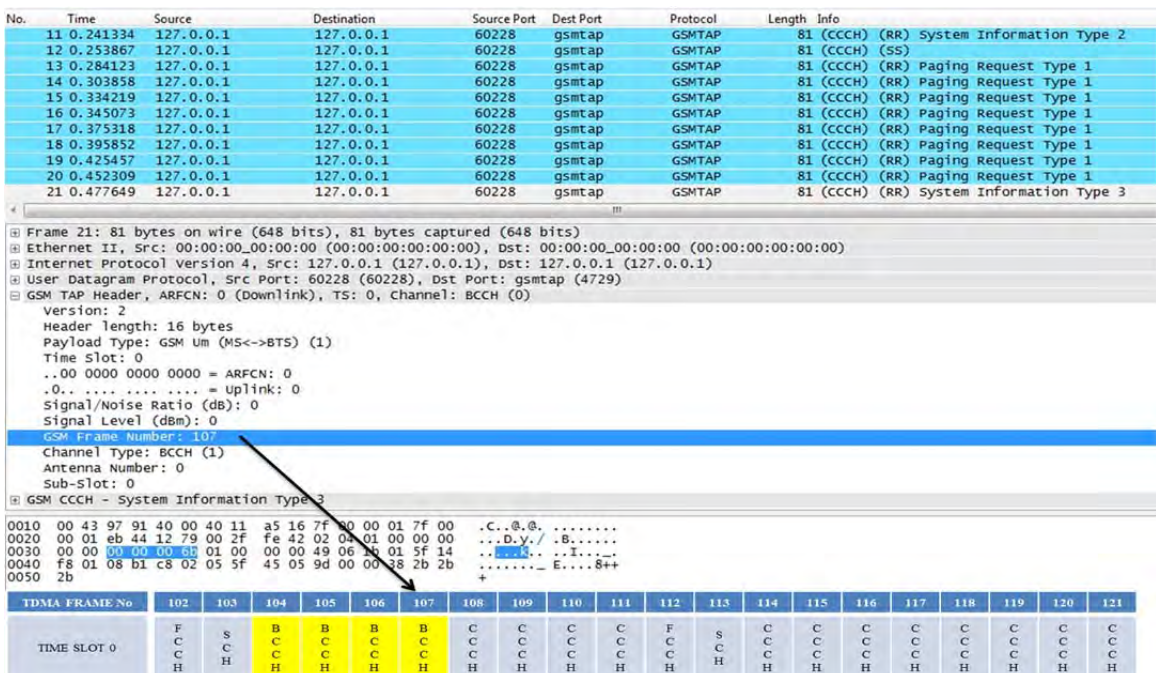 No. Time Source Destination Source Port Dest Port Protocol Length Info
11 0.241334 127.0.0.1 127.0.0.1 60228 gsmtap GSMTAP 81 (CCCH) (RR) System Information Type 2
12 0.253867 127.0.0.1 127.0.0.1 60228 gsmtap GSMTAP 81 (CCCH) (SS)
13 0.284123 127.0.0.1 127.0.0.1 60228 gsmtap GSMTAP 81 (CCCH) (RR) Paging Request Type 1
14 0.303858 127.0.0.1 127.0.0.1 60228 gsmtap GSMTAP 81 (CCCH) (RR) Paging Request Type 1
15 0.334219 127.0.0.1 127.0.0.1 60228 gsmtap GSMTAP 81 (CCCH) (RR) Paging Request Type 1
16 0.345073 127.0.0.1 127.0.0.1 60228 gsmtap GSMTAP 81 (CCCH) (RR) Paging Request Type 1
17 0.375318 127.0.0.1 127.0.0.1 60228 gsmtap GSMTAP 81 (CCCH) (RR) Paging Request Type 1
18 0.395852 127.0.0.1 127.0.0.1 60228 gsmtap GSMTAP 81 (CCCH) (RR) Paging Request Type 1
19 0.425457 127.0.0.1 127.0.0.1 60228 gsmtap GSMTAP 81 (CCCH) (RR) Paging Request Type 1
20 0.452309 127.0.0.1 127.0.0.1 60228 gsmtap GSMTAP 81 (CCCH) (RR) Paging Request Type 1
21 0.477649 127.0.0.1 127.0.0.1 60228 gsmtap GSMTAP 81 (CCCH) (RR) System Information Type 3
Frame 21: 81 bytes on wire (648 bits), 81 bytes captured (648 bits)
Ethernet II, Src: 00:00:00_00:00:00 (00:00:00:00:00:00), Dst: 00:00:00_00:00:00 (00:00:00:00:00:00)
Internet Protocol Version 4, Src: 127.0.0.1 (127.0.0.1), Dst: 127.0.0.1 (127.0.0.1)
User Datagram Protocol, Src Port: 60228 (60228), Dst Port: gsmtap (4729)
GSM TAP Header, ARFCN: 0 (Downlink), TS: 0, Channel: BCCH (0)
Version: 2
Header length: 16 bytes
Payload Type: GSM Um (MS<->BTS) (1)
Time Slot: 0
..00 0000 0000 0000 = ARFCN: 0
.0.. .... .... .... = Uplink: 0
Signal/Noise Ratio (dB): 0
Signal Level (dBm): 0
GSM Frame Number: 107
Channel Type: BCCH (1)
Antenna Number: 0
Sub-Slot: 0
GSM CCCH - System Information Type 3
0010 00 43 97 91 40 00 40 11 a5 16 7f 00 00 01 7f 00 .C..@.@. ........
0020 00 01 eb 44 12 79 00 2f fe 42 02 04 01 00 00 00 ...D.y./ .B......
0030 00 00 00 00 00 6b 01 00 00 00 49 06 1b 01 5f 14 .....k.. ..I..._.
0040 f8 01 08 b1 c8 02 05 5f 45 05 9d 00 00 38 2b 2b ......._ E....8++
0050 2b +
TDMA FRAME No 102 103 104 105 106 107 108 109 110 111 112 113 114 115 116 117 118 119 120 121
TIME SLOT 0 FCCH SCH BCCH BCCH BCCH BCCH CCCH CCCH CCCH CCCH FCCH SCH CCCH CCCH CCCH CCCH CCCH CCCH CCCH CCCH